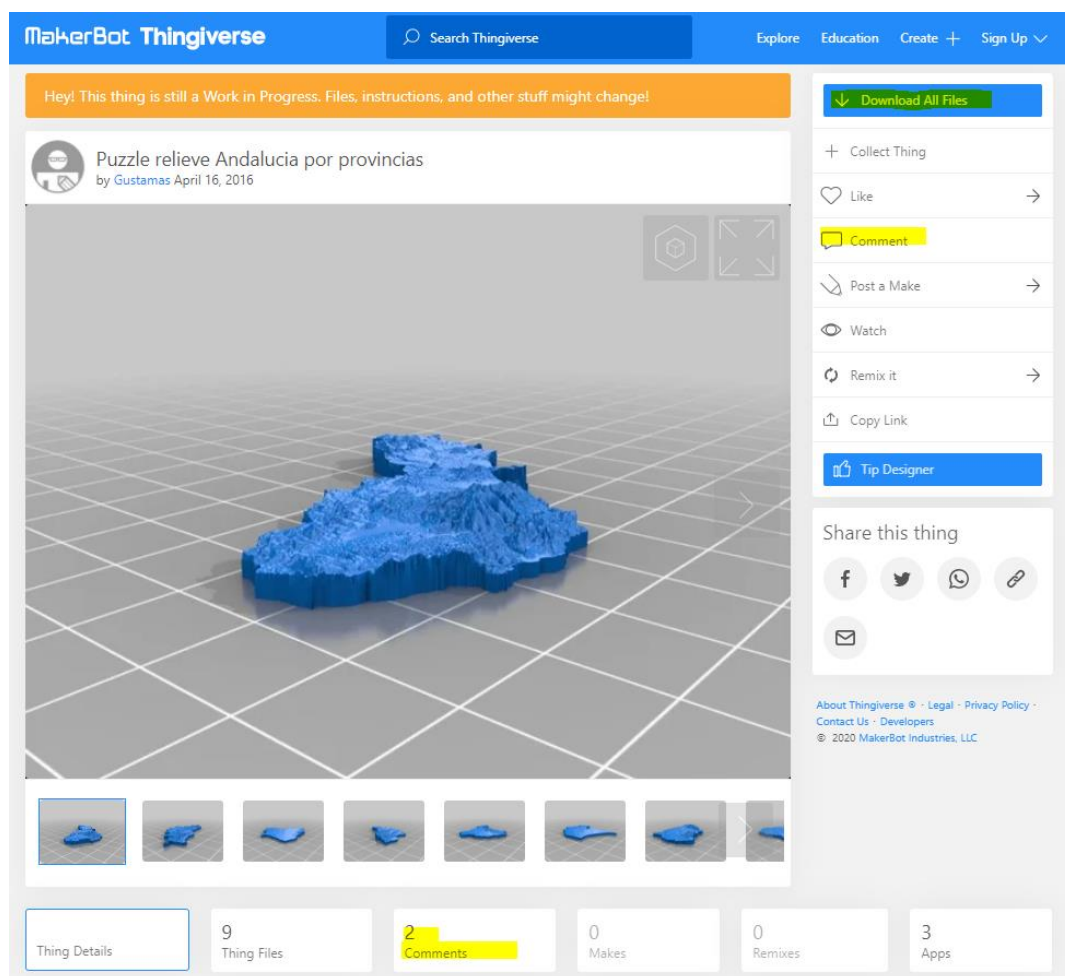 MakerBot Thingiverse
Search Thingiverse
Explore
Education
Create
Sign Up
Hey! This thing is still a Work in Progress. Files, instructions, and other stuff might change!
Puzzle relieve Andalucia por provincias
by Gustamas April 16, 2016
Download All Files
Collect Thing
Like
Comment
Post a Make
Watch
Remix it
Copy Link
Tip Designer
Share this thing
About Thingiverse ® · Legal · Privacy Policy ·
Contact Us · Developers
© 2020 MakerBot Industries, LLC
Thing Details
9
Thing Files
2
Comments
0
Makes
0
Remixes
3
Apps